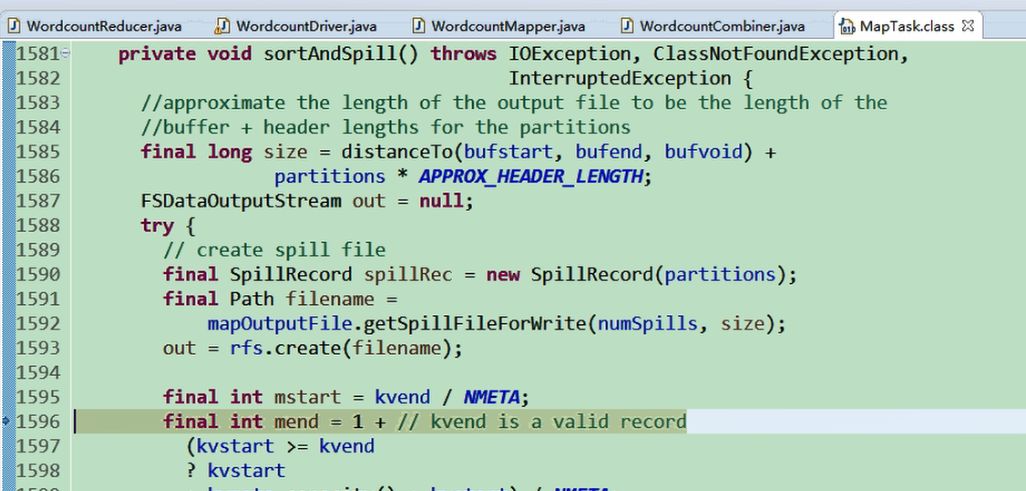 WordcountReducer.java WordcountDriver.java WordcountMapper.java WordcountCombiner.java MapTask.class
1581 private void sortAndSpill() throws IOException, ClassNotFoundException,
1582 InterruptedException {
1583 //approximate the length of the output file to be the length of the
1584 //buffer + header lengths for the partitions
1585 final long size = distanceTo(bufstart, bufend, bufvoid) +
1586 partitions * APPROX_HEADER_LENGTH;
1587 FSDataOutputStream out = null;
1588 try {
1589 // create spill file
1590 final SpillRecord spillRec = new SpillRecord(partitions);
1591 final Path filename =
1592 mapOutputFile.getSpillFileForWrite(numSpills, size);
1593 out = rfs.create(filename);
1594
1595 final int mstart = kvend / NMETA;
1596 final int mend = 1 + // kvend is a valid record
1597 (kvstart >= kvend
1598 ? kvstart